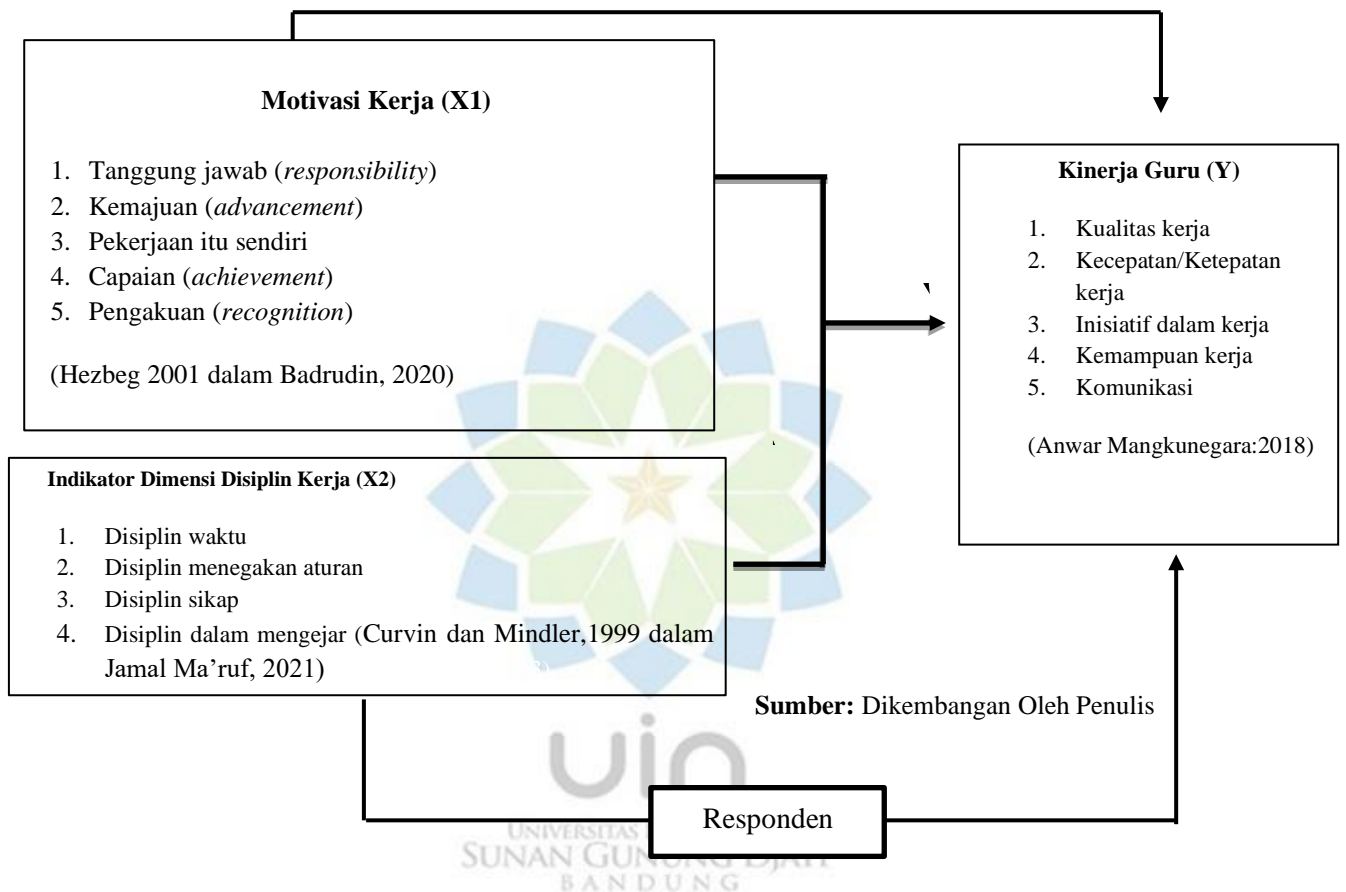 Motivasi Kerja (X1)
1. Tanggung jawab (responsibility)
2. Kemajuan (advancement)
3. Pekerjaan itu sendiri
4. Capaian (achievement)
5. Pengakuan (recognition)
(Hezbeg 2001 dalam Badrudin, 2020)
Indikator Dimensi Disiplin Kerja (X2)
1. Disiplin waktu
2. Disiplin menegakan aturan
3. Disiplin sikap
4. Disiplin dalam mengejar (Curvin dan Mindler,1999 dalam
Jamal Ma’ruf, 2021)
Kinerja Guru (Y)
1. Kualitas kerja
2. Kecepatan/Ketepatan
kerja
3. Inisiatif dalam kerja
4. Kemampuan kerja
5. Komunikasi
(Anwar Mangkunegara:2018)
Sumber: Dikembangan Oleh Penulis
uin
Responden
UNIVERSITAS
SUNAN GUNUNG DJATI
BANDUNG